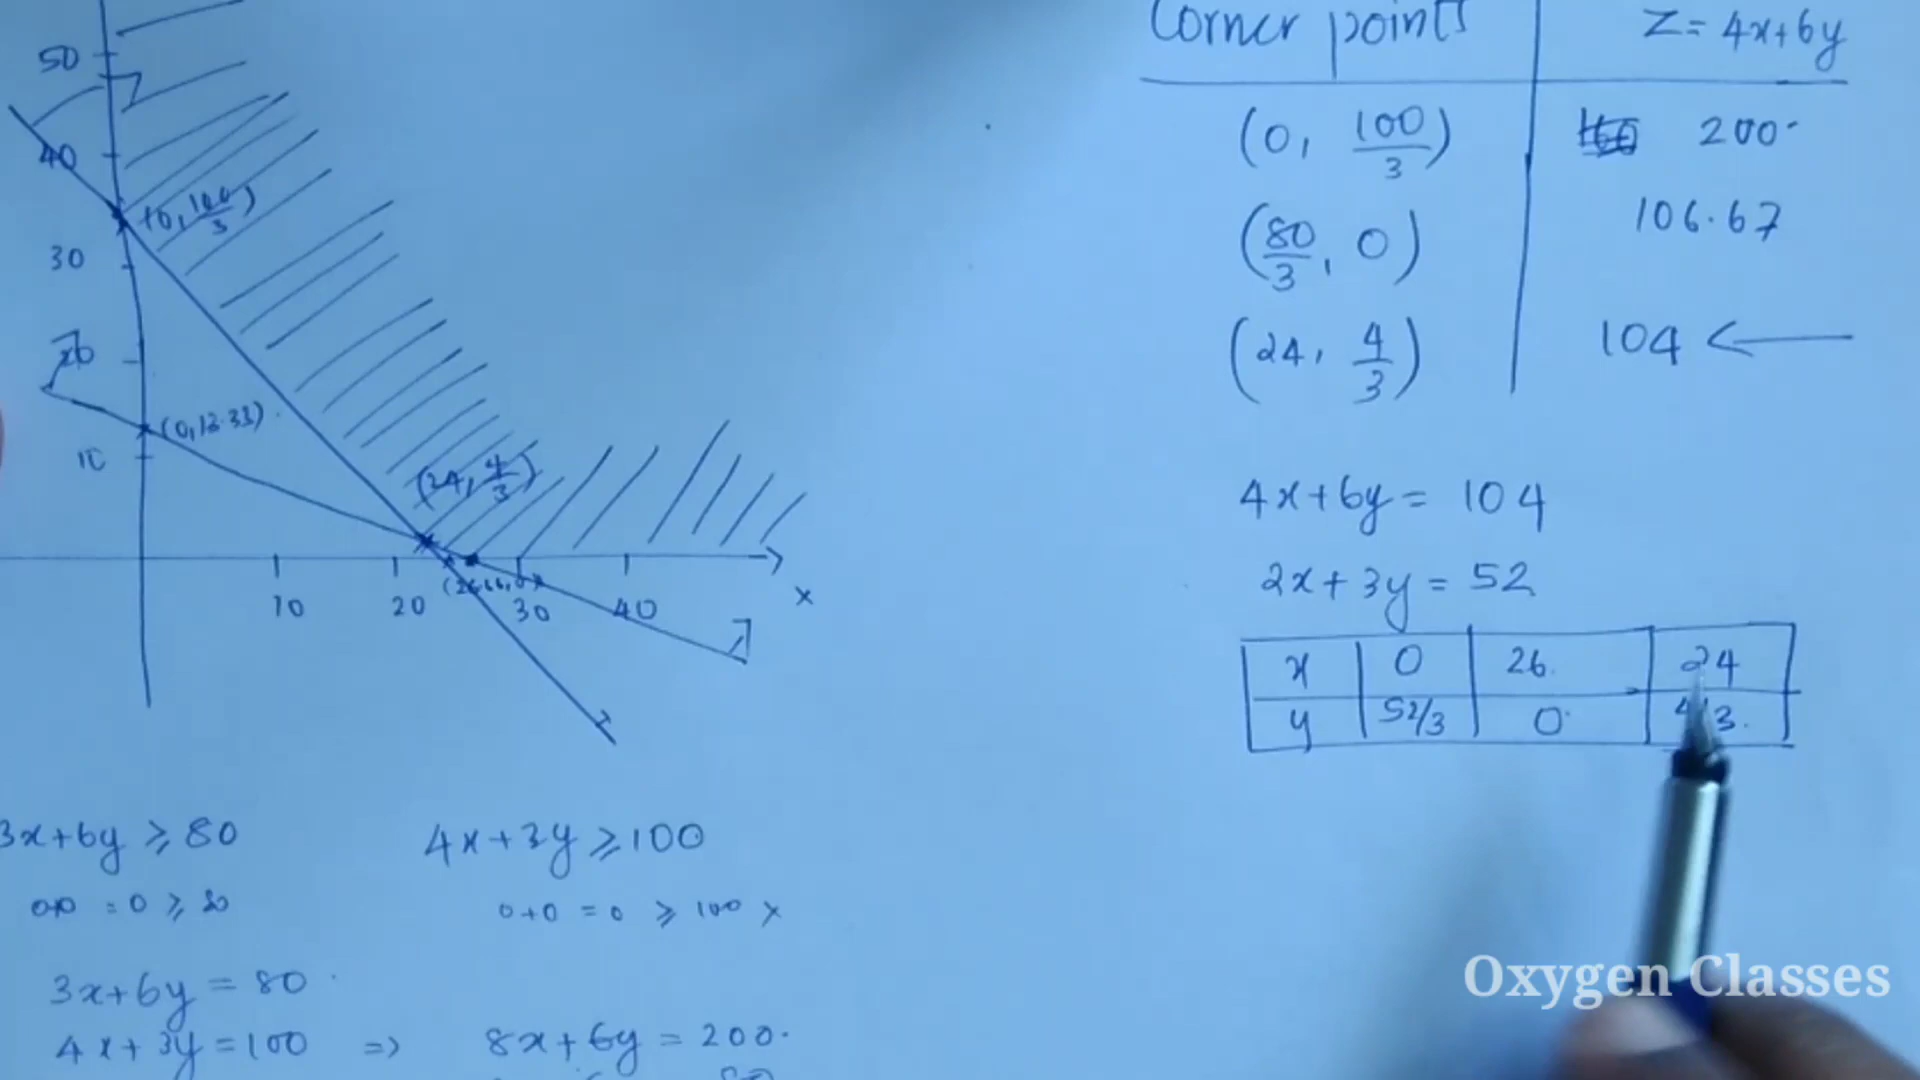 50
40
(0, 100/3)
30
20
(0, 13.33)
10
(24, 4/3)
10 20 30 40 x
3x+6y ≥ 80
0+0 = 0 ≥ 80
3x+6y = 80
4x+3y = 100 => 8x+6y = 200.
4x+3y ≥ 100
0+0 = 0 ≥ 100 x
Corner points Z = 4x+6y
(0, 100/3) 200.
(80/3, 0) 106.67
(24, 4/3) 104 ←
4x+6y = 104
2x+3y = 52
x 0 26. 24
y 52/3 0. 4/3.
Oxygen Classes